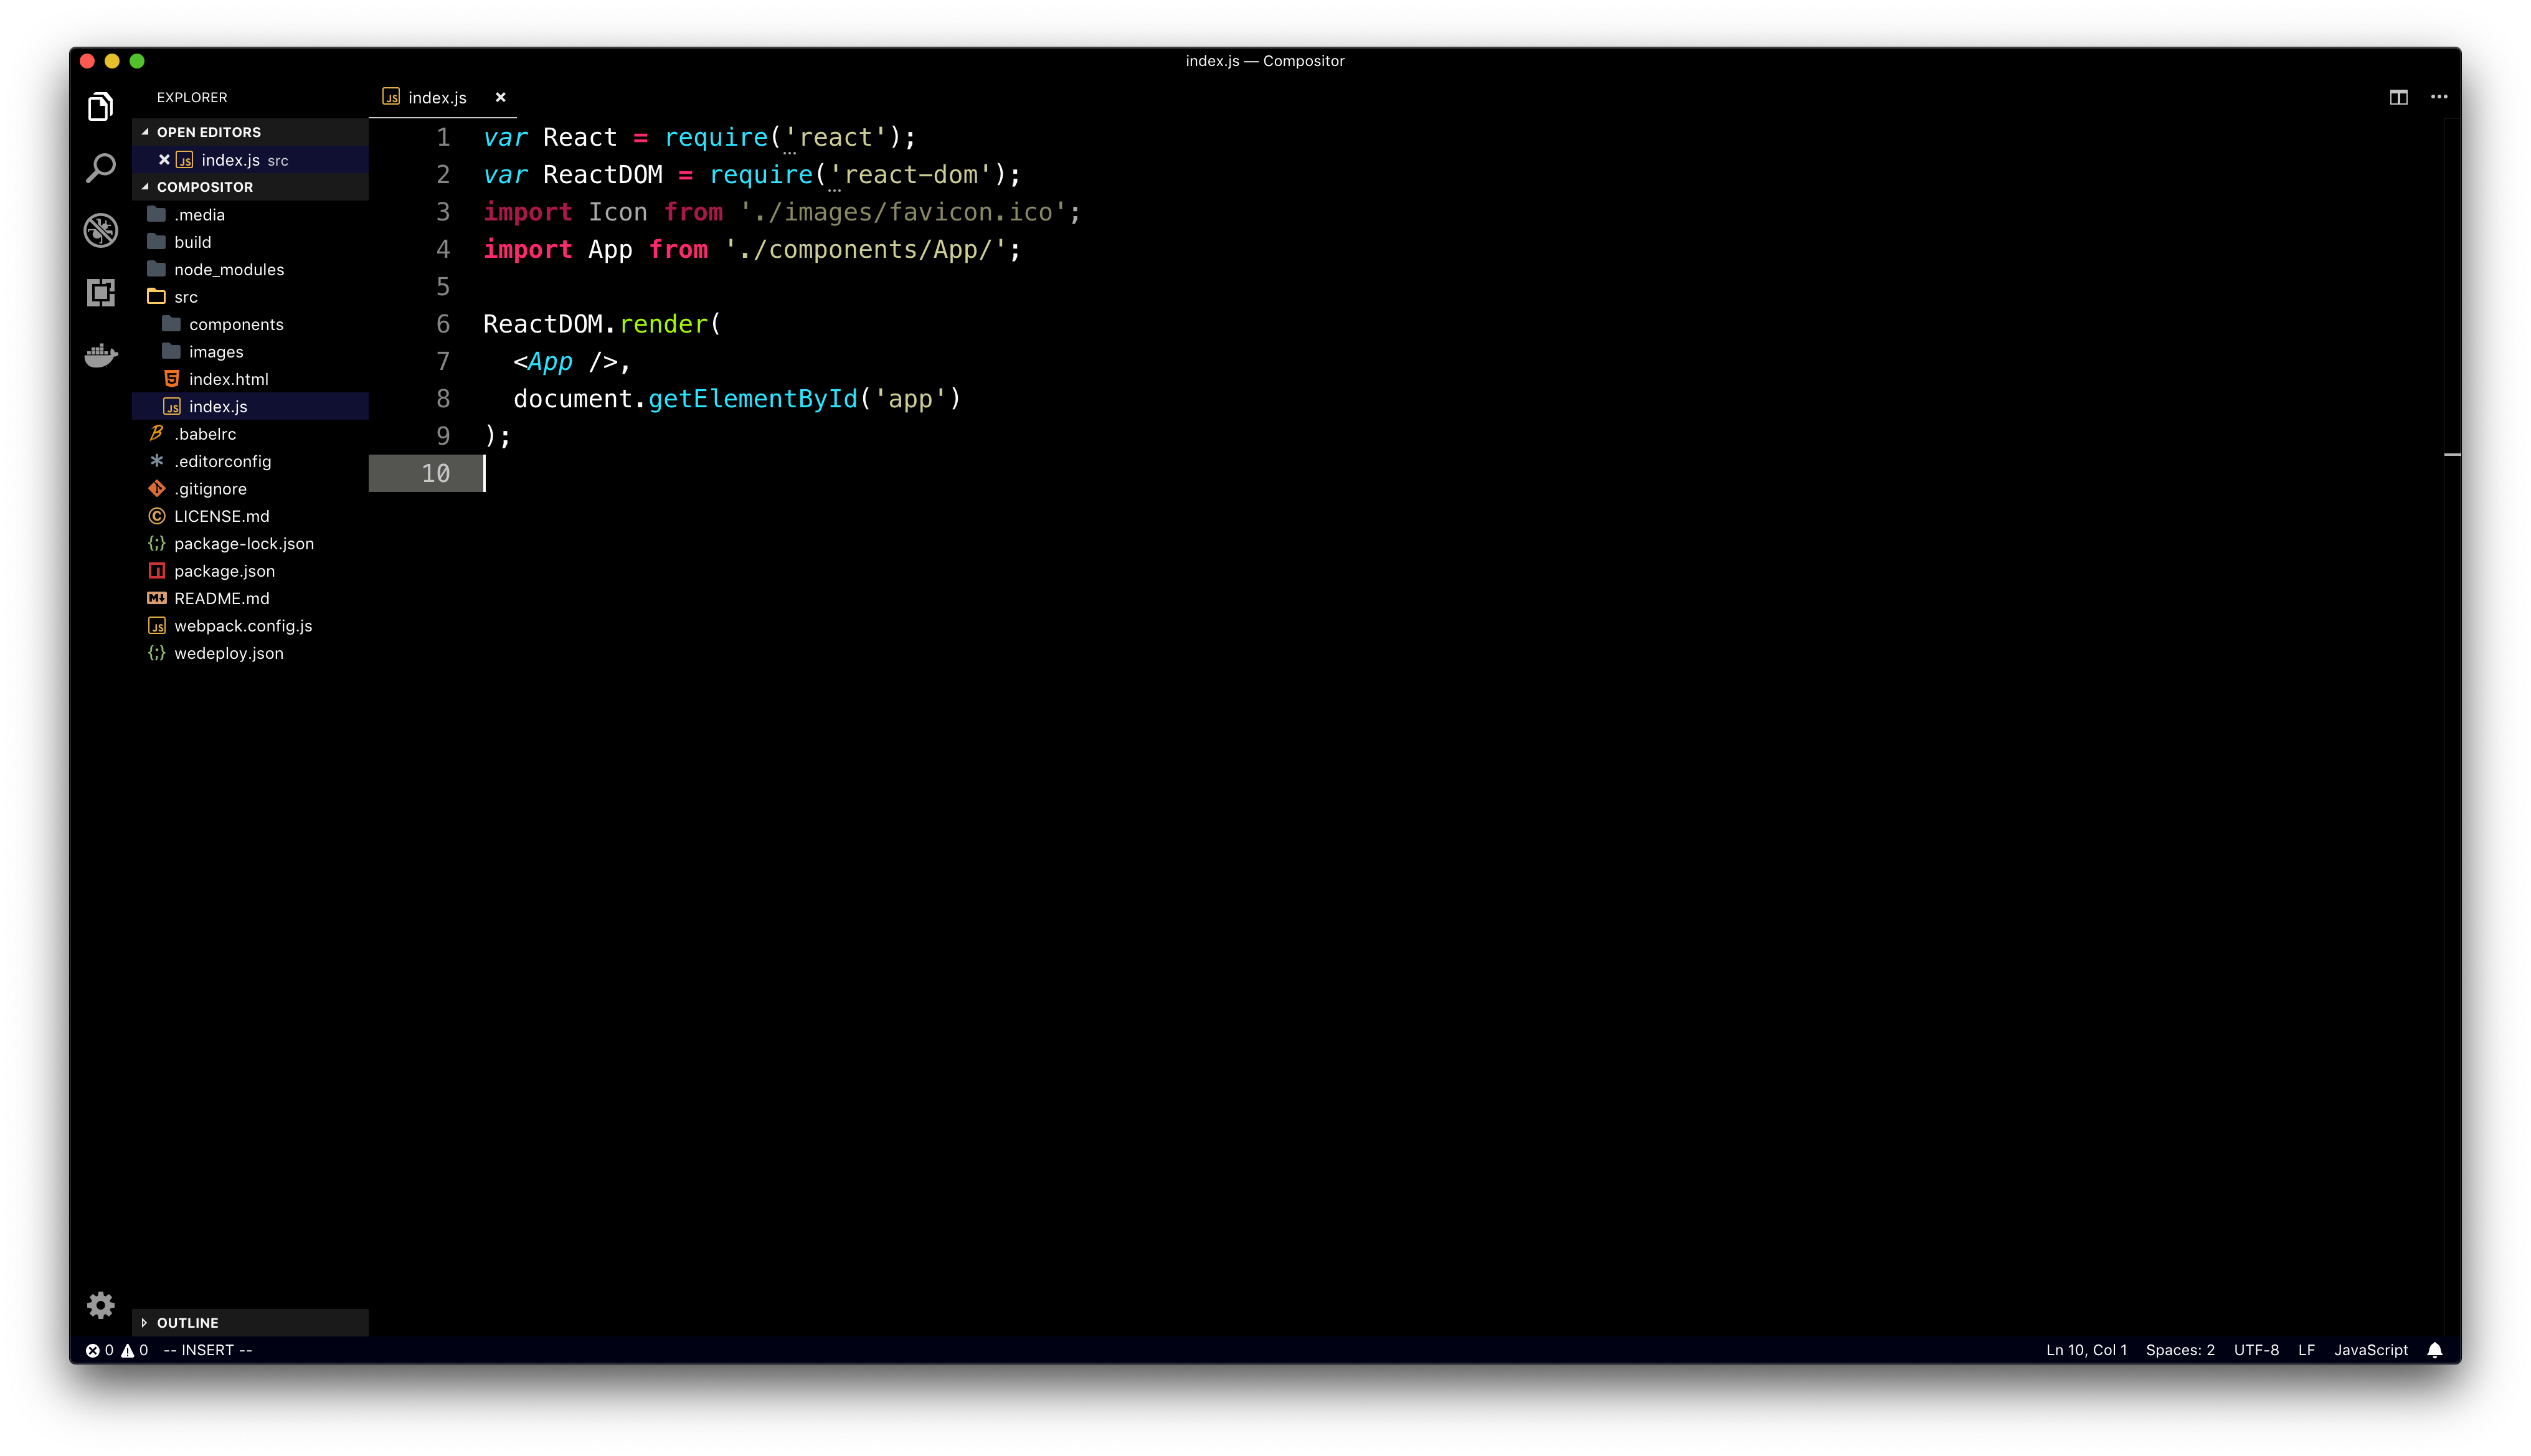 index.js — Compositor
EXPLORER
OPEN EDITORS
index.js src
COMPOSITOR
.media
build
node_modules
src
components
images
index.html
index.js
.babelrc
.editorconfig
.gitignore
LICENSE.md
package-lock.json
package.json
README.md
webpack.config.js
wedeploy.json
OUTLINE
index.js
1 var React = require('react');
2 var ReactDOM = require('react-dom');
3 import Icon from './images/favicon.ico';
4 import App from './components/App/';
5
6 ReactDOM.render(
7   <App />,
8   document.getElementById('app')
9 );
10
0 0 -- INSERT --
Ln 10, Col 1 Spaces: 2 UTF-8 LF JavaScript